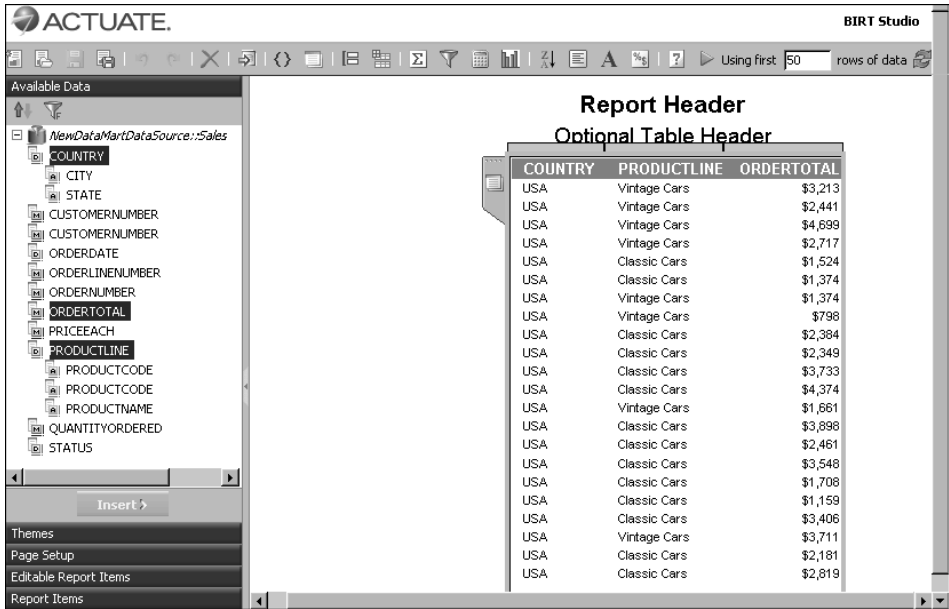 ACTUATE.
BIRT Studio
Using first 50 rows of data
Available Data
NewDataMartDataSource::Sales
COUNTRY
CITY
STATE
CUSTOMERNUMBER
CUSTOMERNUMBER
ORDERDATE
ORDERLINENUMBER
ORDERNUMBER
ORDERTOTAL
PRICEEACH
PRODUCTLINE
PRODUCTCODE
PRODUCTCODE
PRODUCTNAME
QUANTITYORDERED
STATUS
Insert
Themes
Page Setup
Editable Report Items
Report Items
Report Header
Optional Table Header
COUNTRY PRODUCTLINE ORDERTOTAL
USA Vintage Cars $3,213
USA Vintage Cars $2,441
USA Vintage Cars $4,699
USA Vintage Cars $2,717
USA Classic Cars $1,524
USA Classic Cars $1,374
USA Vintage Cars $1,374
USA Vintage Cars $798
USA Classic Cars $2,384
USA Classic Cars $2,349
USA Classic Cars $3,733
USA Classic Cars $4,374
USA Vintage Cars $1,661
USA Classic Cars $3,898
USA Classic Cars $2,461
USA Classic Cars $3,548
USA Classic Cars $1,708
USA Classic Cars $1,159
USA Classic Cars $3,406
USA Vintage Cars $3,711
USA Classic Cars $2,181
USA Classic Cars $2,819